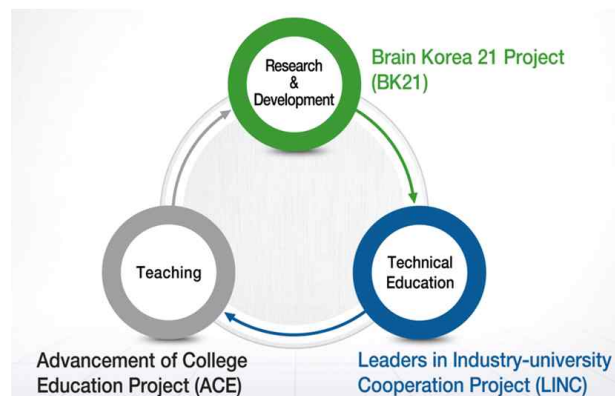 Research
&
Development
Brain Korea 21 Project
(BK21)
Teaching
Technical
Education
Advancement of College
Education Project (ACE)
Leaders in Industry-university
Cooperation Project (LINC)